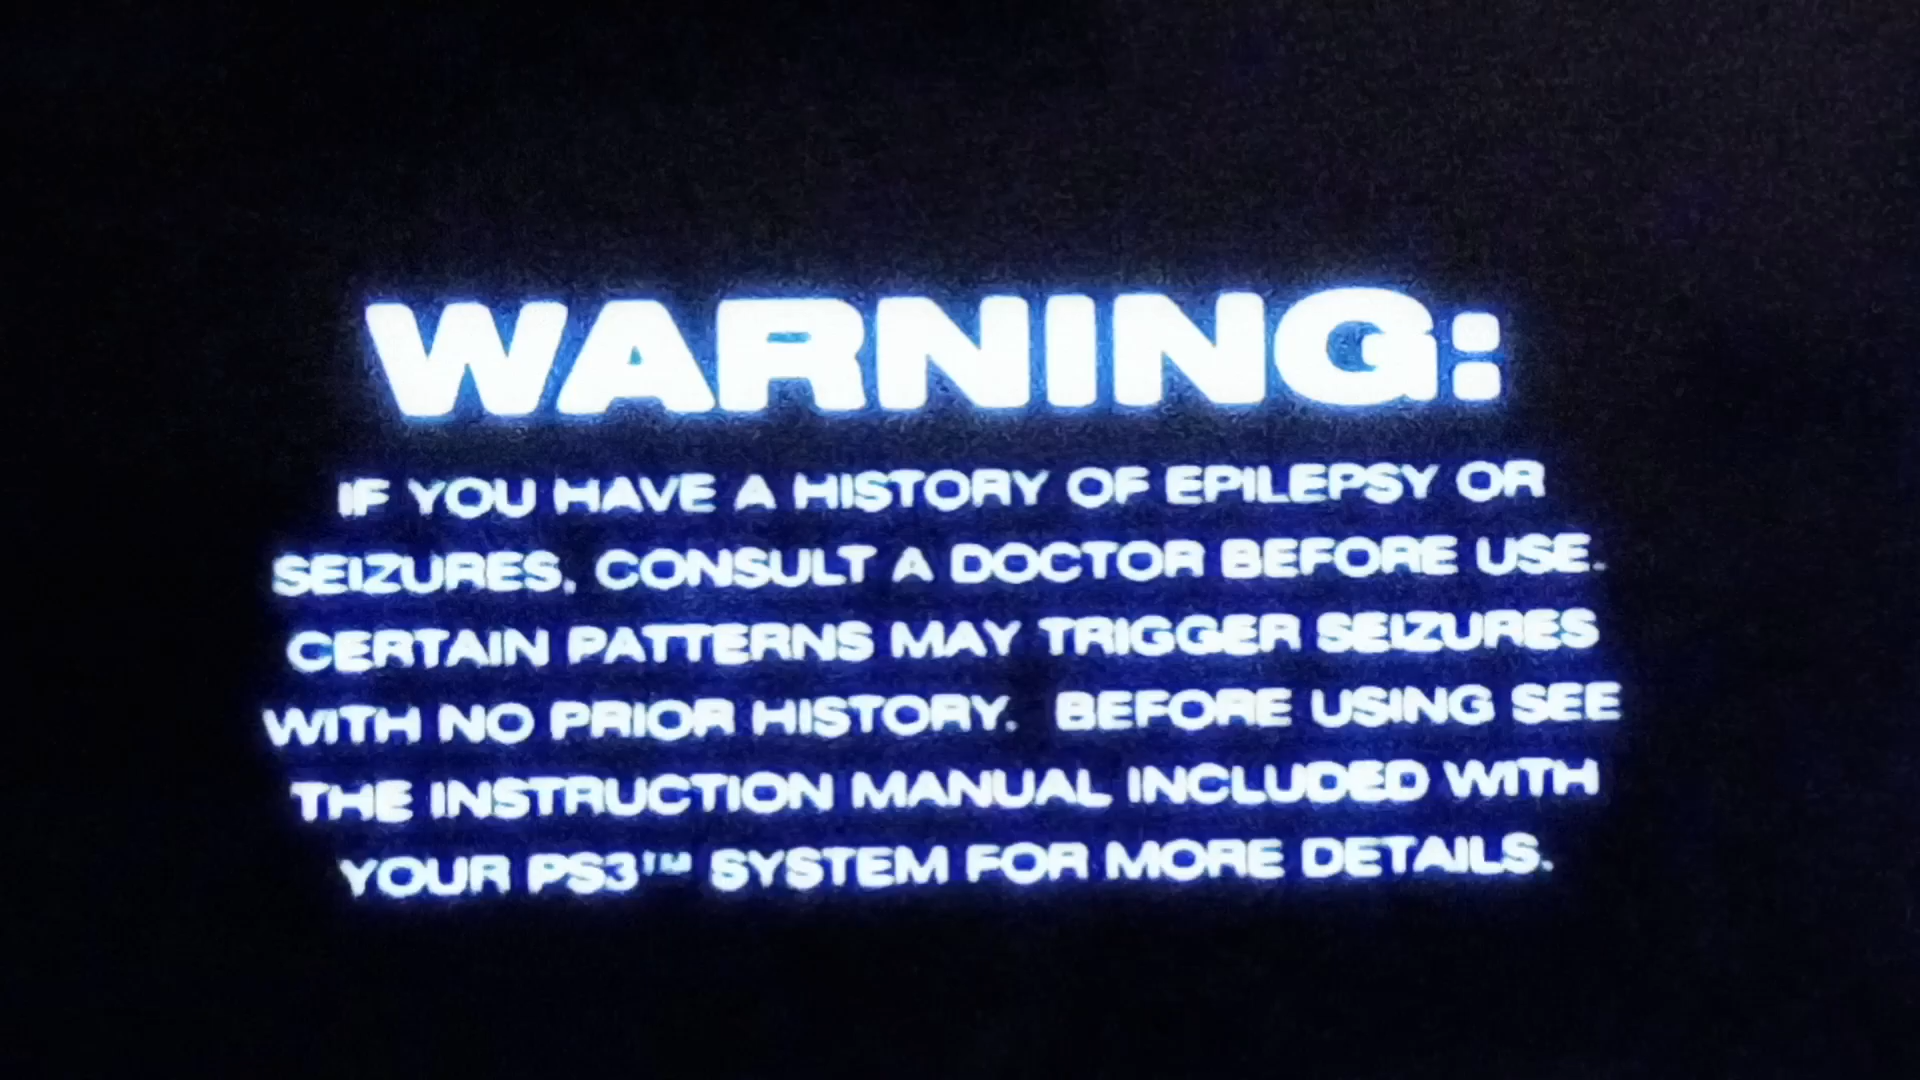 WARNING:
IF YOU HAVE A HISTORY OF EPILEPSY OR
SEIZURES, CONSULT A DOCTOR BEFORE USE.
CERTAIN PATTERNS MAY TRIGGER SEIZURES
WITH NO PRIOR HISTORY. BEFORE USING SEE
THE INSTRUCTION MANUAL INCLUDED WITH
YOUR PS3™ SYSTEM FOR MORE DETAILS.